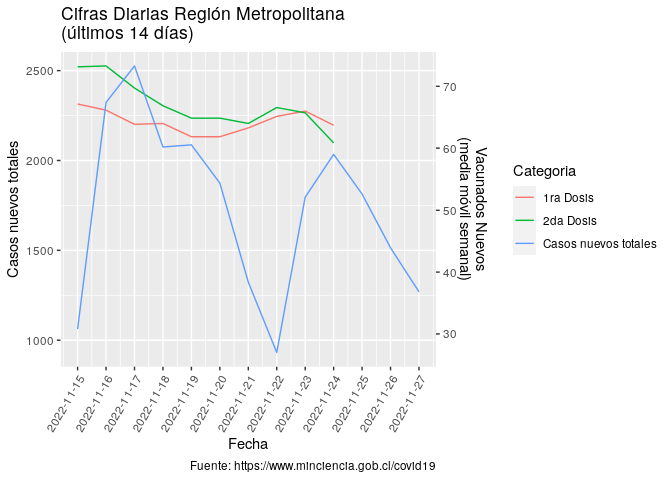 Cifras Diarias Región Metropolitana
(últimos 14 días)
Casos nuevos totales
2500
2000
1500
1000
70
60
50
40
30
Vacunados Nuevos
(media móvil semanal)
2022-11-15
2022-11-16
2022-11-17
2022-11-18
2022-11-19
2022-11-20
2022-11-21
2022-11-22
2022-11-23
2022-11-24
2022-11-25
2022-11-26
2022-11-27
Fecha
Categoria
1ra Dosis
2da Dosis
Casos nuevos totales
Fuente: https://www.minciencia.gob.cl/covid19